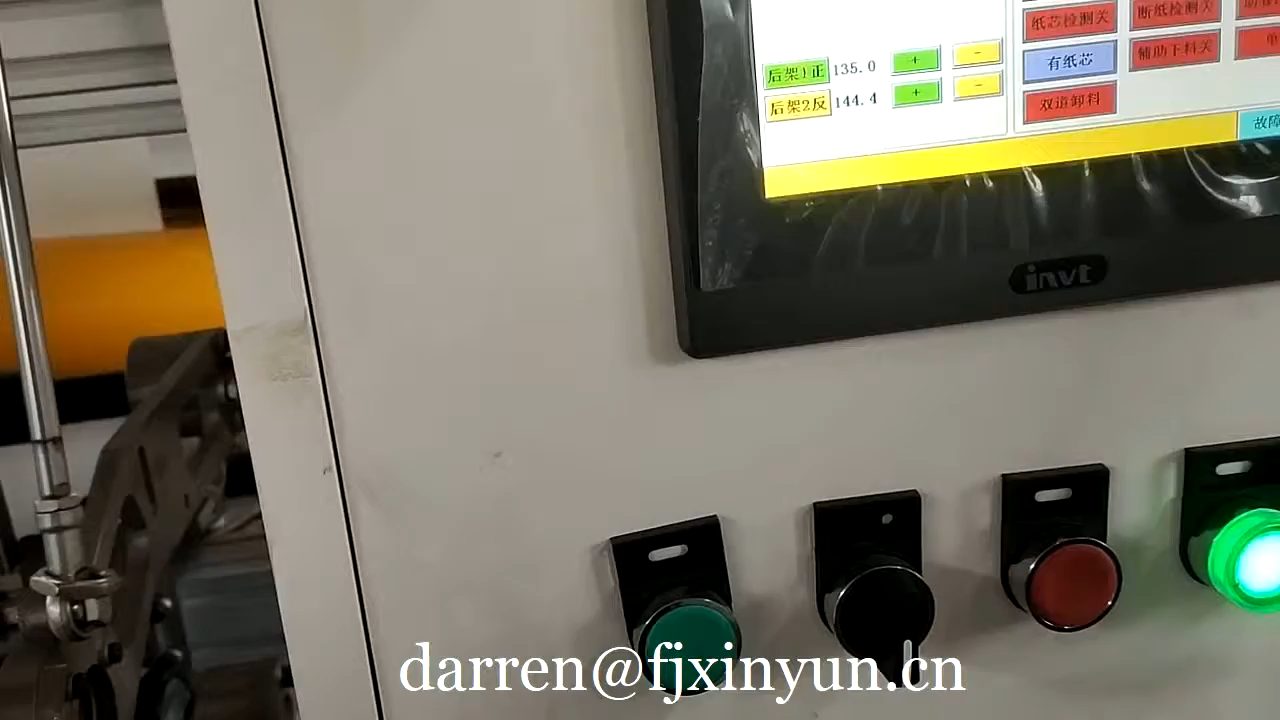 纸芯检测关
断纸检测关
有纸芯
辅助下料关
双道卸料
后架1正 135.0 + -
后架2反 144.4 + -
故障
invt
darren@fjxinyun.cn